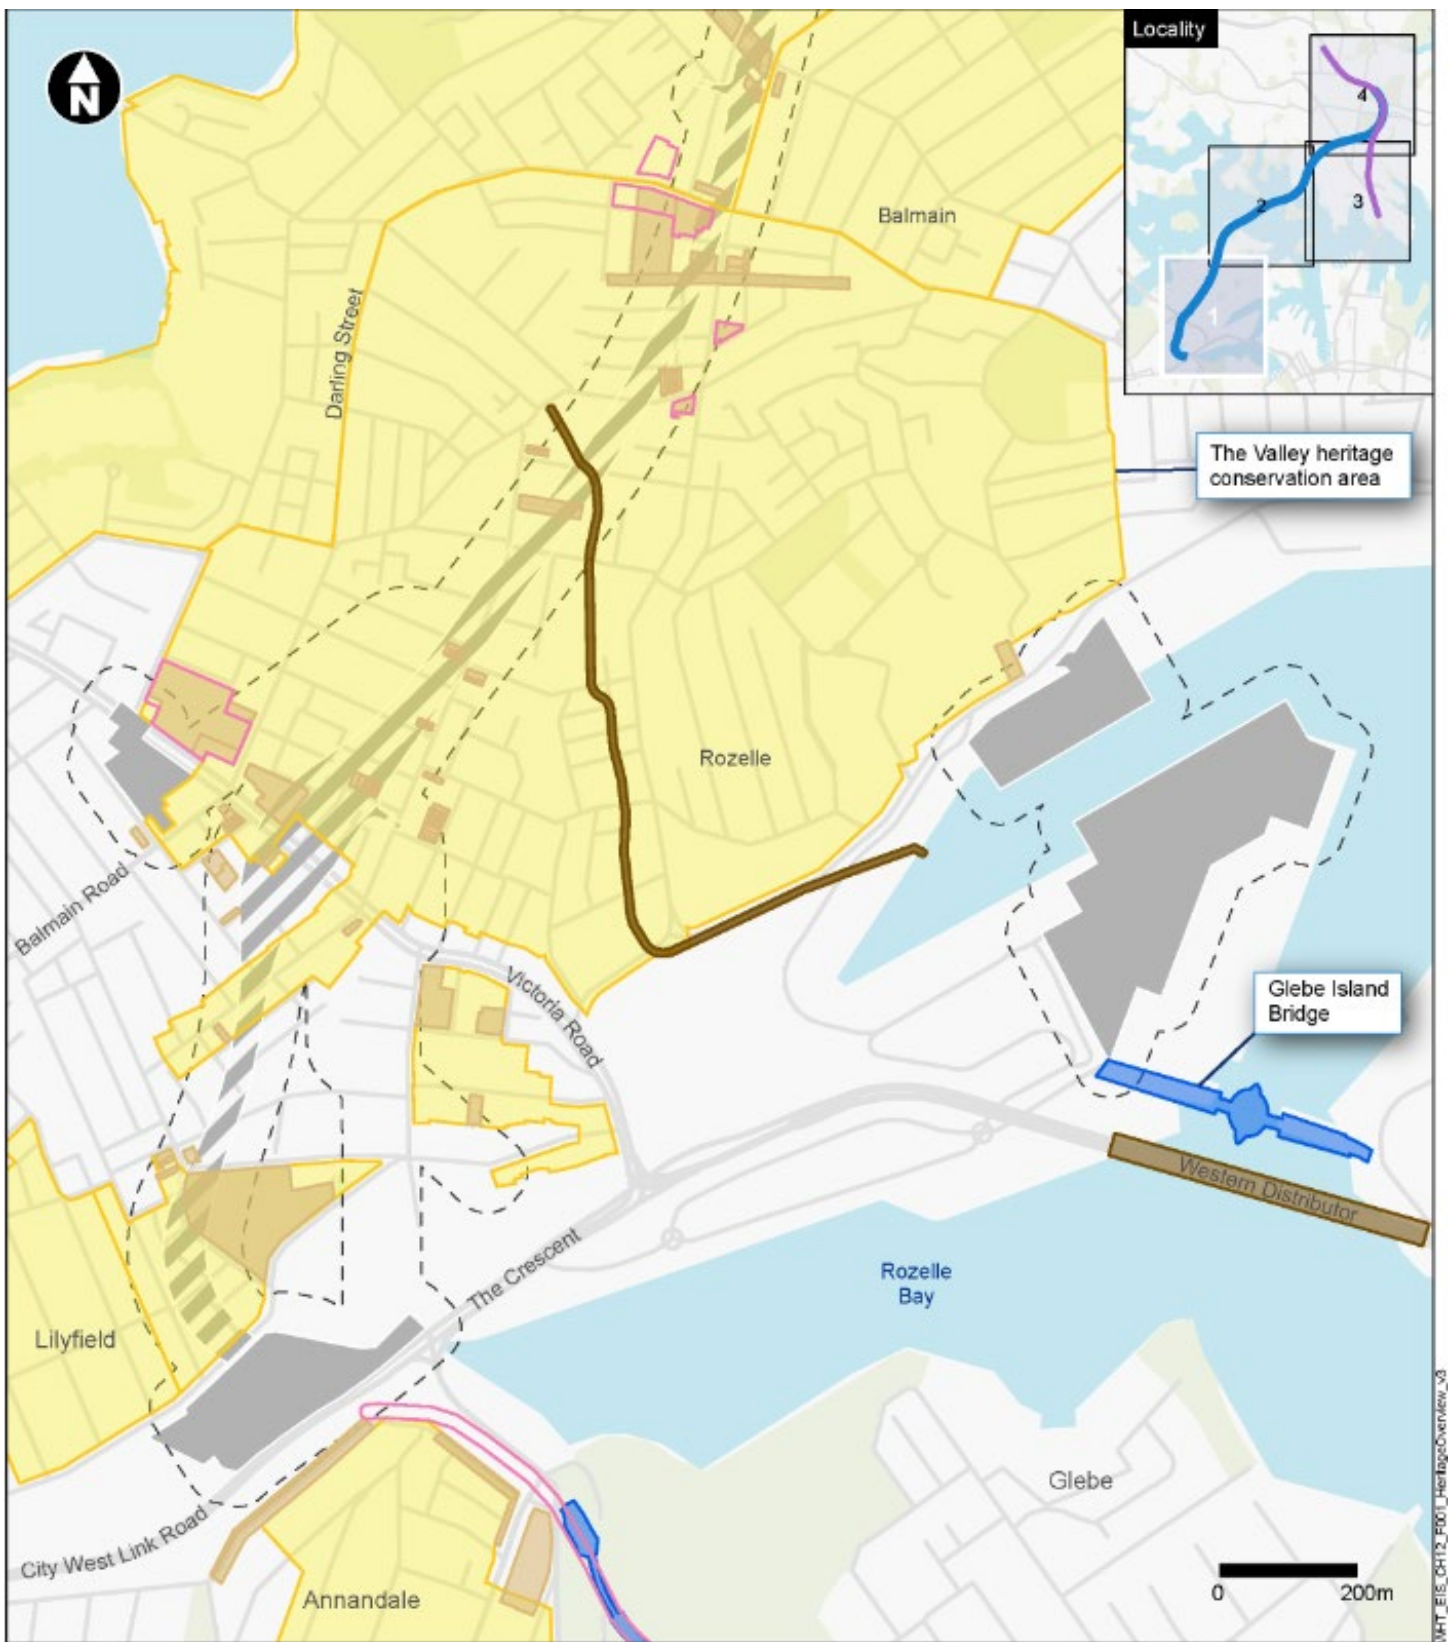 Locality
N
4
2
3
1
Balmain
Darling Street
The Valley heritage
conservation area
Rozelle
Balmain Road
Victoria Road
Glebe Island
Bridge
Western Distributor
The Crescent
Rozelle
Bay
Lilyfield
Glebe
City West Link Road
Annandale
0 200m
WHT_EIS_CH12_F001_HeritageOverview_v3